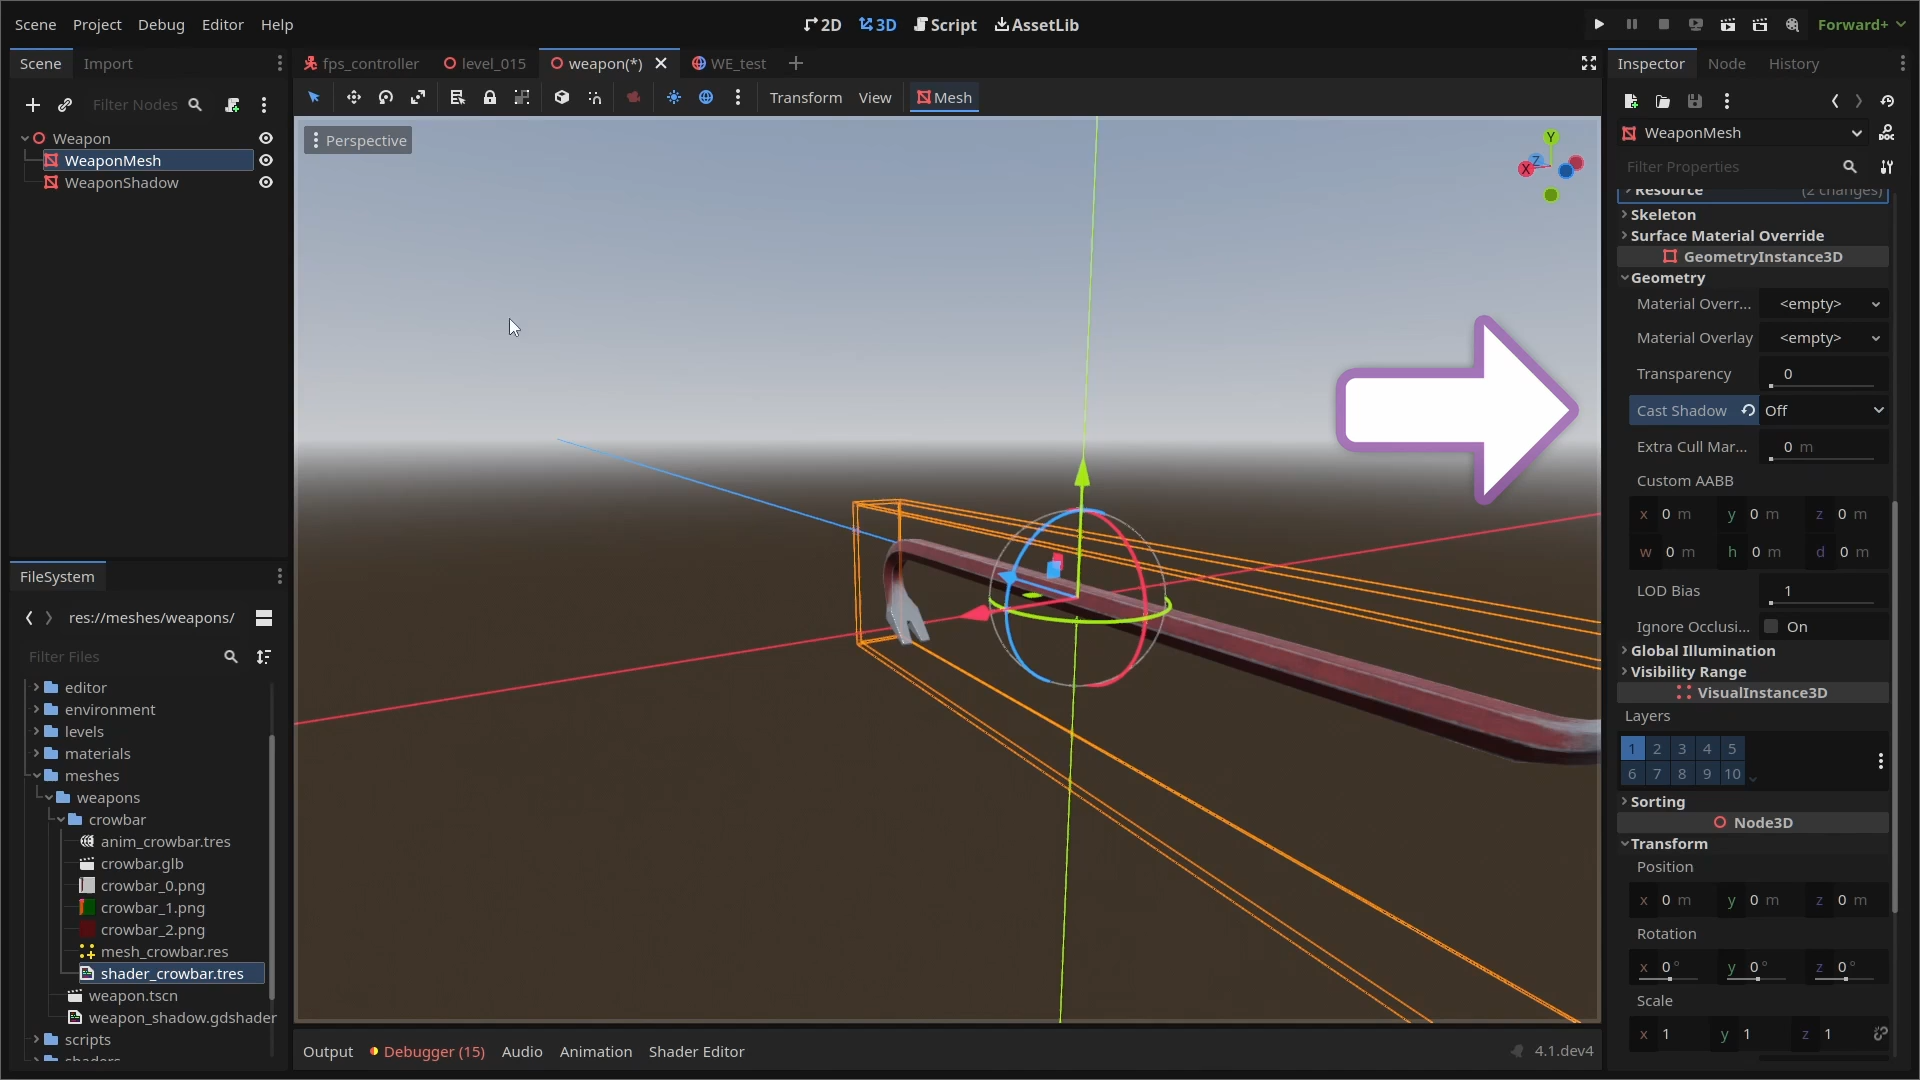 Scene Project Debug Editor Help
2D 3D Script AssetLib
Forward+
Scene Import
fps_controller level_015 weapon(*) WE_test
Inspector Node History
Filter Nodes
Transform View Mesh
Weapon
WeaponMesh
WeaponShadow
Perspective
Y
Z
X
WeaponMesh
Filter Properties
Resource (2 changes)
Skeleton
Surface Material Override
GeometryInstance3D
Geometry
Material Overr... <empty>
Material Overlay <empty>
Transparency 0
Cast Shadow Off
Extra Cull Mar... 0 m
Custom AABB
x 0 m y 0 m z 0 m
w 0 m h 0 m d 0 m
LOD Bias 1
Ignore Occlusi... On
Global Illumination
Visibility Range
VisualInstance3D
Layers
1 2 3 4 5
6 7 8 9 10
Sorting
Node3D
Transform
Position
x 0 m y 0 m z 0 m
Rotation
x 0° y 0° z 0°
Scale
x 1 y 1 z 1
FileSystem
res://meshes/weapons/
Filter Files
editor
environment
levels
materials
meshes
weapons
crowbar
anim_crowbar.tres
crowbar.glb
crowbar_0.png
crowbar_1.png
crowbar_2.png
mesh_crowbar.res
shader_crowbar.tres
weapon.tscn
weapon_shadow.gdshader
scripts
shaders
Output Debugger (15) Audio Animation Shader Editor
4.1.dev4